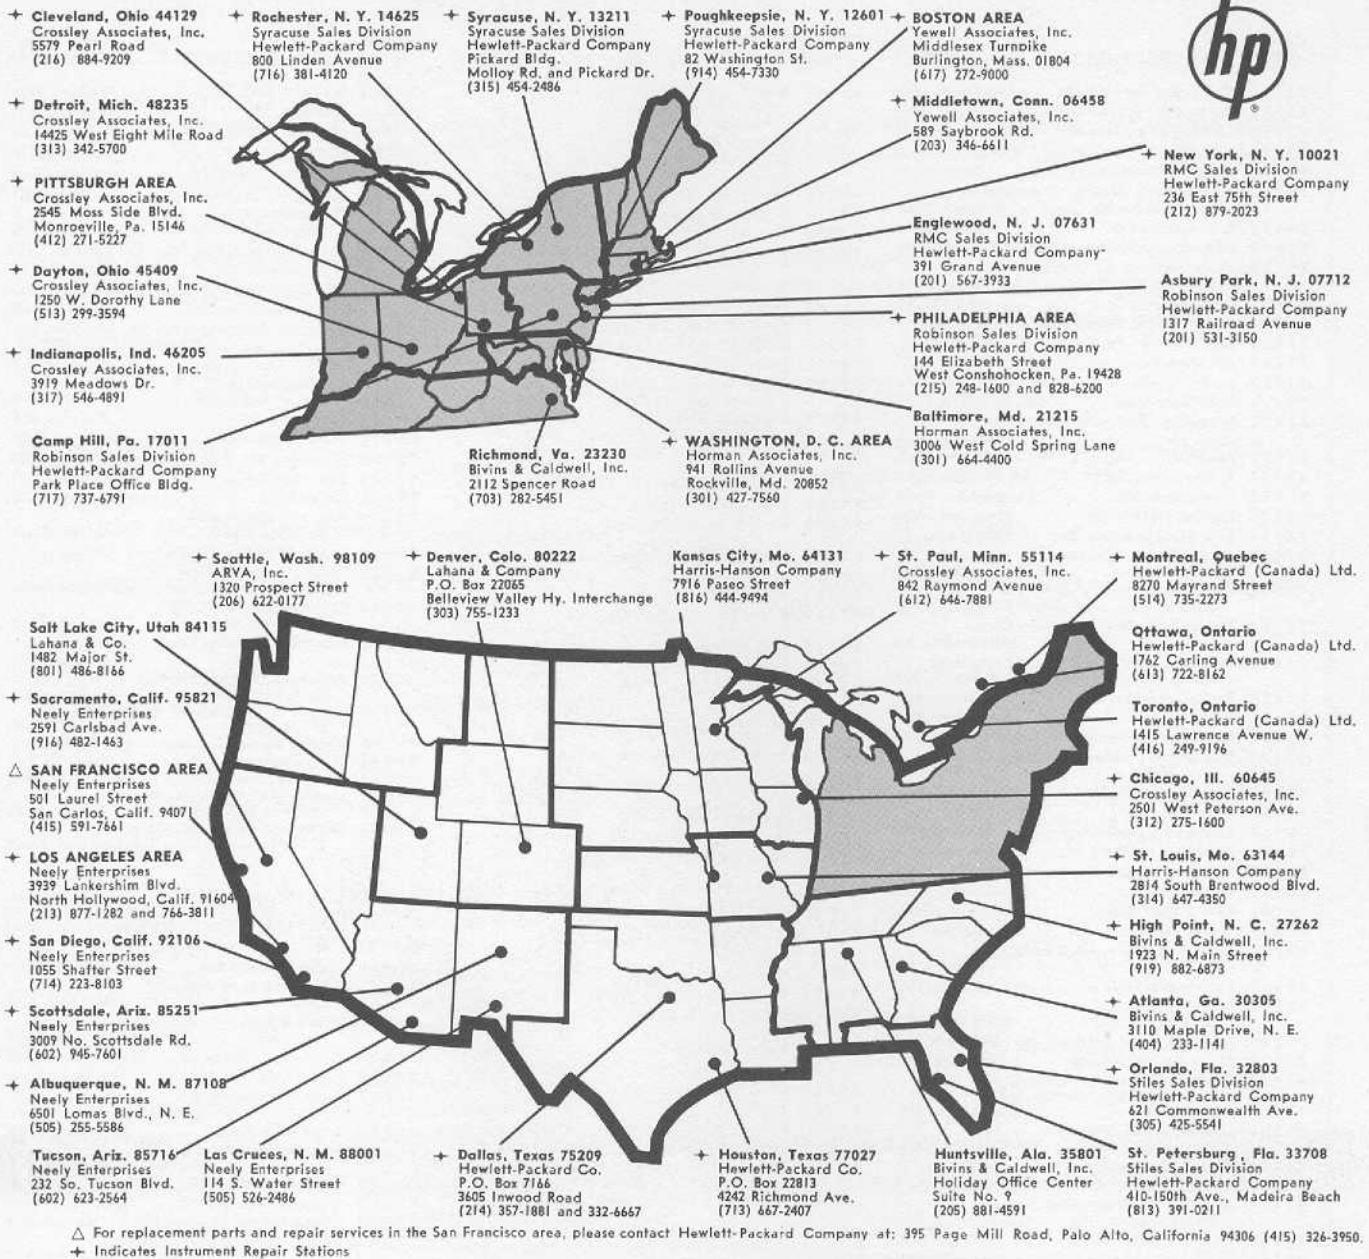 ✦ Cleveland, Ohio 44129
Crossley Associates, Inc.
5579 Pearl Road
(216) 884-9209
✦ Rochester, N. Y. 14625
Syracuse Sales Division
Hewlett-Packard Company
800 Linden Avenue
(716) 381-4120
✦ Syracuse, N. Y. 13211
Syracuse Sales Division
Hewlett-Packard Company
Pickard Bldg.
Molloy Rd. and Pickard Dr.
(315) 454-2486
✦ Poughkeepsie, N. Y. 12601
Syracuse Sales Division
Hewlett-Packard Company
82 Washington St.
(914) 454-7330
✦ BOSTON AREA
Yewell Associates, Inc.
Middlesex Turnpike
Burlington, Mass. 01804
(617) 272-9000
hp
®
✦ Detroit, Mich. 48235
Crossley Associates, Inc.
14425 West Eight Mile Road
(313) 342-5700
✦ Middletown, Conn. 06458
Yewell Associates, Inc.
589 Saybrook Rd.
(203) 346-6611
✦ New York, N. Y. 10021
RMC Sales Division
Hewlett-Packard Company
236 East 75th Street
(212) 879-2023
✦ PITTSBURGH AREA
Crossley Associates, Inc.
2545 Moss Side Blvd.
Monroeville, Pa. 15146
(412) 271-5227
Englewood, N. J. 07631
RMC Sales Division
Hewlett-Packard Company
391 Grand Avenue
(201) 567-3933
✦ Dayton, Ohio 45409
Crossley Associates, Inc.
1250 W. Dorothy Lane
(513) 299-3594
Asbury Park, N. J. 07712
Robinson Sales Division
Hewlett-Packard Company
1317 Railroad Avenue
(201) 531-3150
✦ PHILADELPHIA AREA
Robinson Sales Division
Hewlett-Packard Company
144 Elizabeth Street
West Conshohocken, Pa. 19428
(215) 248-1600 and 828-6200
✦ Indianapolis, Ind. 46205
Crossley Associates, Inc.
3919 Meadows Dr.
(317) 546-4891
Baltimore, Md. 21215
Horman Associates, Inc.
3006 West Cold Spring Lane
(301) 664-4400
Camp Hill, Pa. 17011
Robinson Sales Division
Hewlett-Packard Company
Park Place Office Bldg.
(717) 737-6791
Richmond, Va. 23230
Bivins & Caldwell, Inc.
2112 Spencer Road
(703) 282-5451
✦ WASHINGTON, D. C. AREA
Horman Associates, Inc.
941 Rollins Avenue
Rockville, Md. 20852
(301) 427-7560
✦ Seattle, Wash. 98109
ARVA, Inc.
1320 Prospect Street
(206) 622-0177
✦ Denver, Colo. 80222
Lahana & Company
P.O. Box 22065
Belleview Valley Hy. Interchange
(303) 755-1233
Kansas City, Mo. 64131
Harris-Hanson Company
7916 Paseo Street
(816) 444-9494
✦ St. Paul, Minn. 55114
Crossley Associates, Inc.
842 Raymond Avenue
(612) 646-7881
✦ Montreal, Quebec
Hewlett-Packard (Canada) Ltd.
8270 Mayrand Street
(514) 735-2273
Salt Lake City, Utah 84115
Lahana & Co.
1482 Major St.
(801) 486-8166
Ottawa, Ontario
Hewlett-Packard (Canada) Ltd.
1762 Carling Avenue
(613) 722-8162
✦ Sacramento, Calif. 95821
Neely Enterprises
2591 Carlsbad Ave.
(916) 482-1463
Toronto, Ontario
Hewlett-Packard (Canada) Ltd.
1415 Lawrence Avenue W.
(416) 249-9196
△ SAN FRANCISCO AREA
Neely Enterprises
501 Laurel Street
San Carlos, Calif. 94071
(415) 591-7661
✦ Chicago, Ill. 60645
Crossley Associates, Inc.
2501 West Peterson Ave.
(312) 275-1600
✦ LOS ANGELES AREA
Neely Enterprises
3939 Lankershim Blvd.
North Hollywood, Calif. 91604
(213) 877-1282 and 766-3811
✦ St. Louis, Mo. 63144
Harris-Hanson Company
2814 South Brentwood Blvd.
(314) 647-4350
✦ San Diego, Calif. 92106
Neely Enterprises
1055 Shafter Street
(714) 223-8103
✦ High Point, N. C. 27262
Bivins & Caldwell, Inc.
1923 N. Main Street
(919) 882-6873
✦ Scottsdale, Ariz. 85251
Neely Enterprises
3009 No. Scottsdale Rd.
(602) 945-7601
✦ Atlanta, Ga. 30305
Bivins & Caldwell, Inc.
3110 Maple Drive, N. E.
(404) 233-1141
✦ Albuquerque, N. M. 87108
Neely Enterprises
6501 Lomas Blvd., N. E.
(505) 255-5586
✦ Orlando, Fla. 32803
Stiles Sales Division
Hewlett-Packard Company
621 Commonwealth Ave.
(305) 425-5541
Tucson, Ariz. 85716
Neely Enterprises
232 So. Tucson Blvd.
(602) 623-2564
Las Cruces, N. M. 88001
Neely Enterprises
114 S. Water Street
(505) 526-2486
✦ Dallas, Texas 75209
Hewlett-Packard Co.
P.O. Box 7166
3605 Inwood Road
(214) 357-1881 and 332-6667
✦ Houston, Texas 77027
Hewlett-Packard Co.
P.O. Box 22813
4242 Richmond Ave.
(713) 667-2407
Huntsville, Ala. 35801
Bivins & Caldwell, Inc.
Holiday Office Center
Suite No. 9
(205) 881-4591
St. Petersburg, Fla. 33708
Stiles Sales Division
Hewlett-Packard Company
410-150th Ave., Madeira Beach
(813) 391-0211
△ For replacement parts and repair services in the San Francisco area, please contact Hewlett-Packard Company at: 395 Page Mill Road, Palo Alto, California 94306 (415) 326-3950.
✦ Indicates Instrument Repair Stations